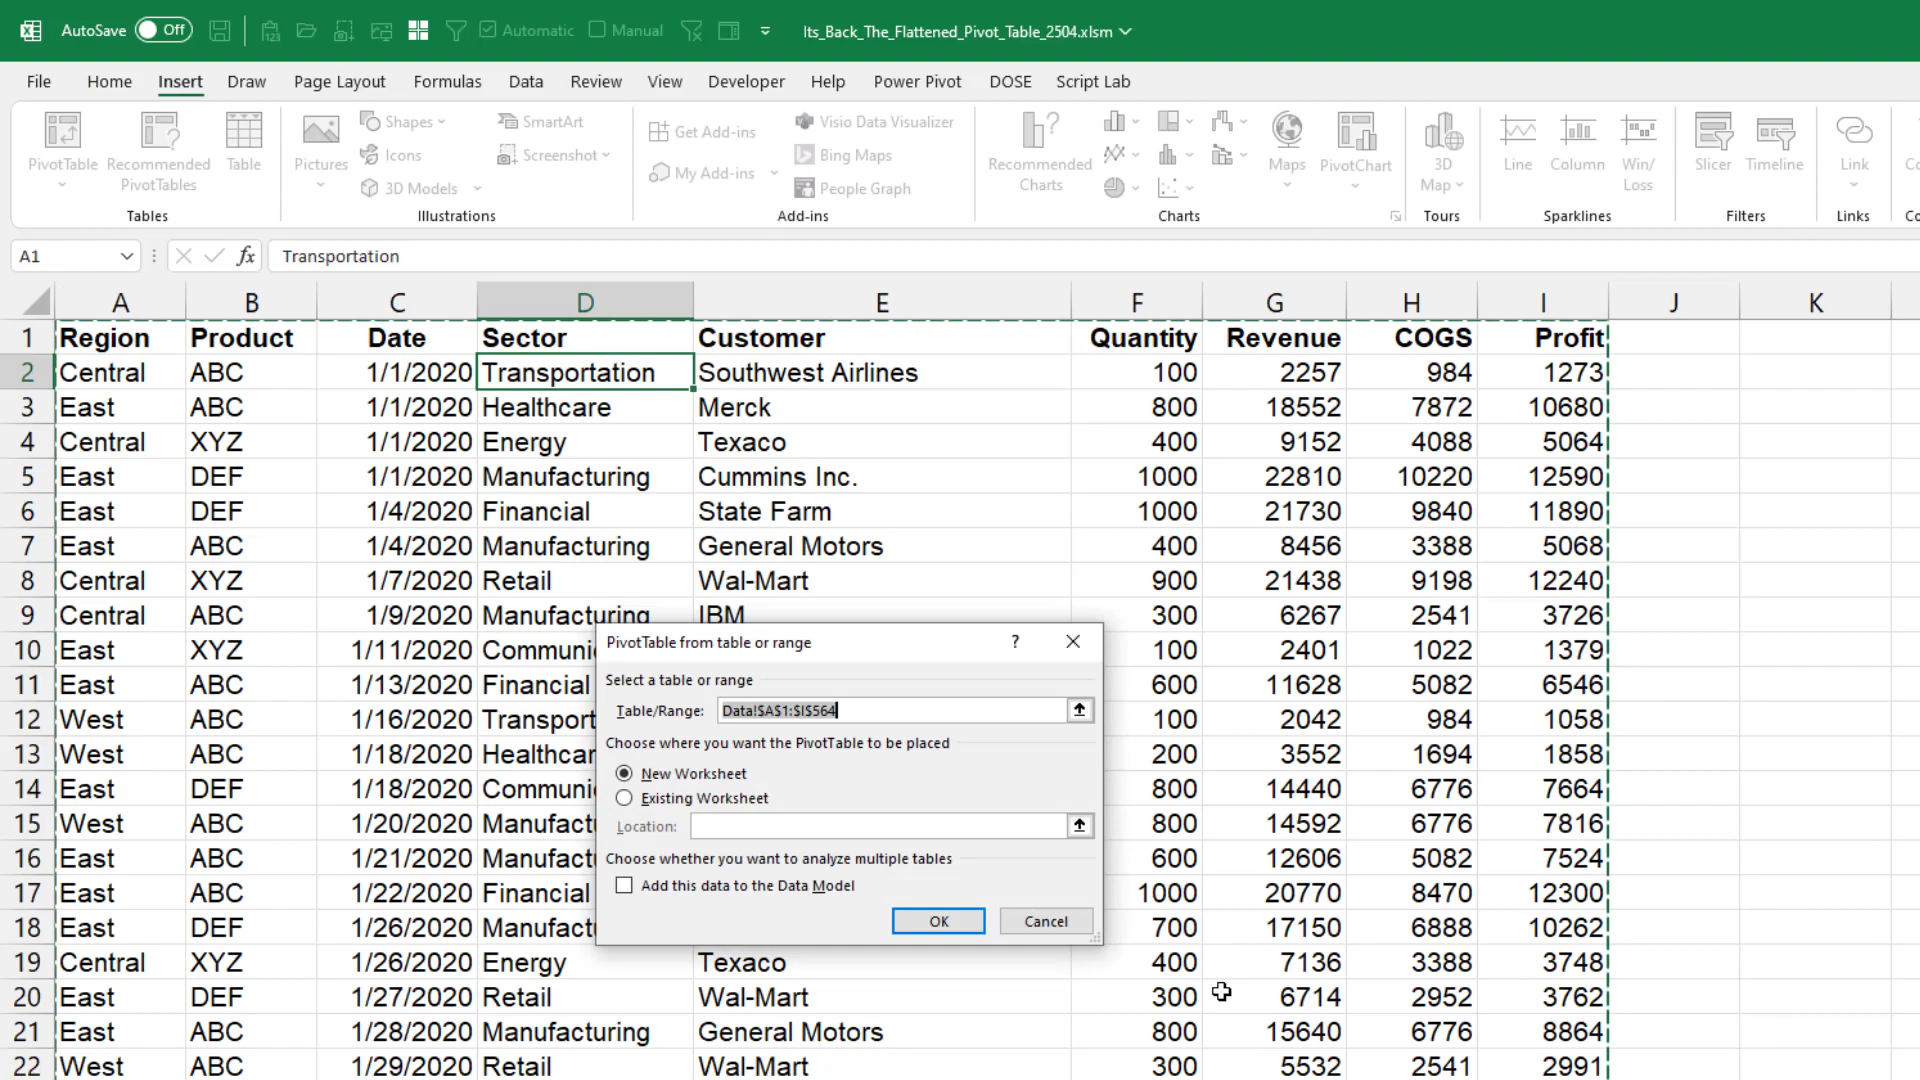 AutoSave Off Automatic Manual Its_Back_The_Flattened_Pivot_Table_2504.xlsm
File Home Insert Draw Page Layout Formulas Data Review View Developer Help Power Pivot DOSE Script Lab
PivotTable Recommended PivotTables Table
Tables
Pictures Shapes Icons 3D Models SmartArt Screenshot
Illustrations
Get Add-ins My Add-ins Visio Data Visualizer Bing Maps People Graph
Add-ins
Recommended Charts Maps PivotChart
Charts
3D Map
Tours
Line Column Win/Loss
Sparklines
Slicer Timeline
Filters
Link
Links
A1 fx Transportation
A B C D E F G H I J K
1 Region Product Date Sector Customer Quantity Revenue COGS Profit
2 Central ABC 1/1/2020 Transportation Southwest Airlines 100 2257 984 1273
3 East ABC 1/1/2020 Healthcare Merck 800 18552 7872 10680
4 Central XYZ 1/1/2020 Energy Texaco 400 9152 4088 5064
5 East DEF 1/1/2020 Manufacturing Cummins Inc. 1000 22810 10220 12590
6 East DEF 1/4/2020 Financial State Farm 1000 21730 9840 11890
7 East ABC 1/4/2020 Manufacturing General Motors 400 8456 3388 5068
8 Central XYZ 1/7/2020 Retail Wal-Mart 900 21438 9198 12240
9 Central ABC 1/9/2020 Manufacturing IBM 300 6267 2541 3726
10 East XYZ 1/11/2020 Communi 100 2401 1022 1379
11 East ABC 1/13/2020 Financial 600 11628 5082 6546
12 West ABC 1/16/2020 Transport 100 2042 984 1058
13 West ABC 1/18/2020 Healthcar 200 3552 1694 1858
14 East DEF 1/18/2020 Communi 800 14440 6776 7664
15 West ABC 1/20/2020 Manufact 800 14592 6776 7816
16 East ABC 1/21/2020 Manufact 600 12606 5082 7524
17 East ABC 1/22/2020 Financial 1000 20770 8470 12300
18 East DEF 1/26/2020 Manufact 700 17150 6888 10262
19 Central XYZ 1/26/2020 Energy Texaco 400 7136 3388 3748
20 East DEF 1/27/2020 Retail Wal-Mart 300 6714 2952 3762
21 East ABC 1/28/2020 Manufacturing General Motors 800 15640 6776 8864
22 West ABC 1/29/2020 Retail Wal-Mart 300 5532 2541 2991
PivotTable from table or range ?
Select a table or range
Table/Range: Data!$A$1:$I$564
Choose where you want the PivotTable to be placed
New Worksheet
Existing Worksheet
Location:
Choose whether you want to analyze multiple tables
Add this data to the Data Model
OK Cancel